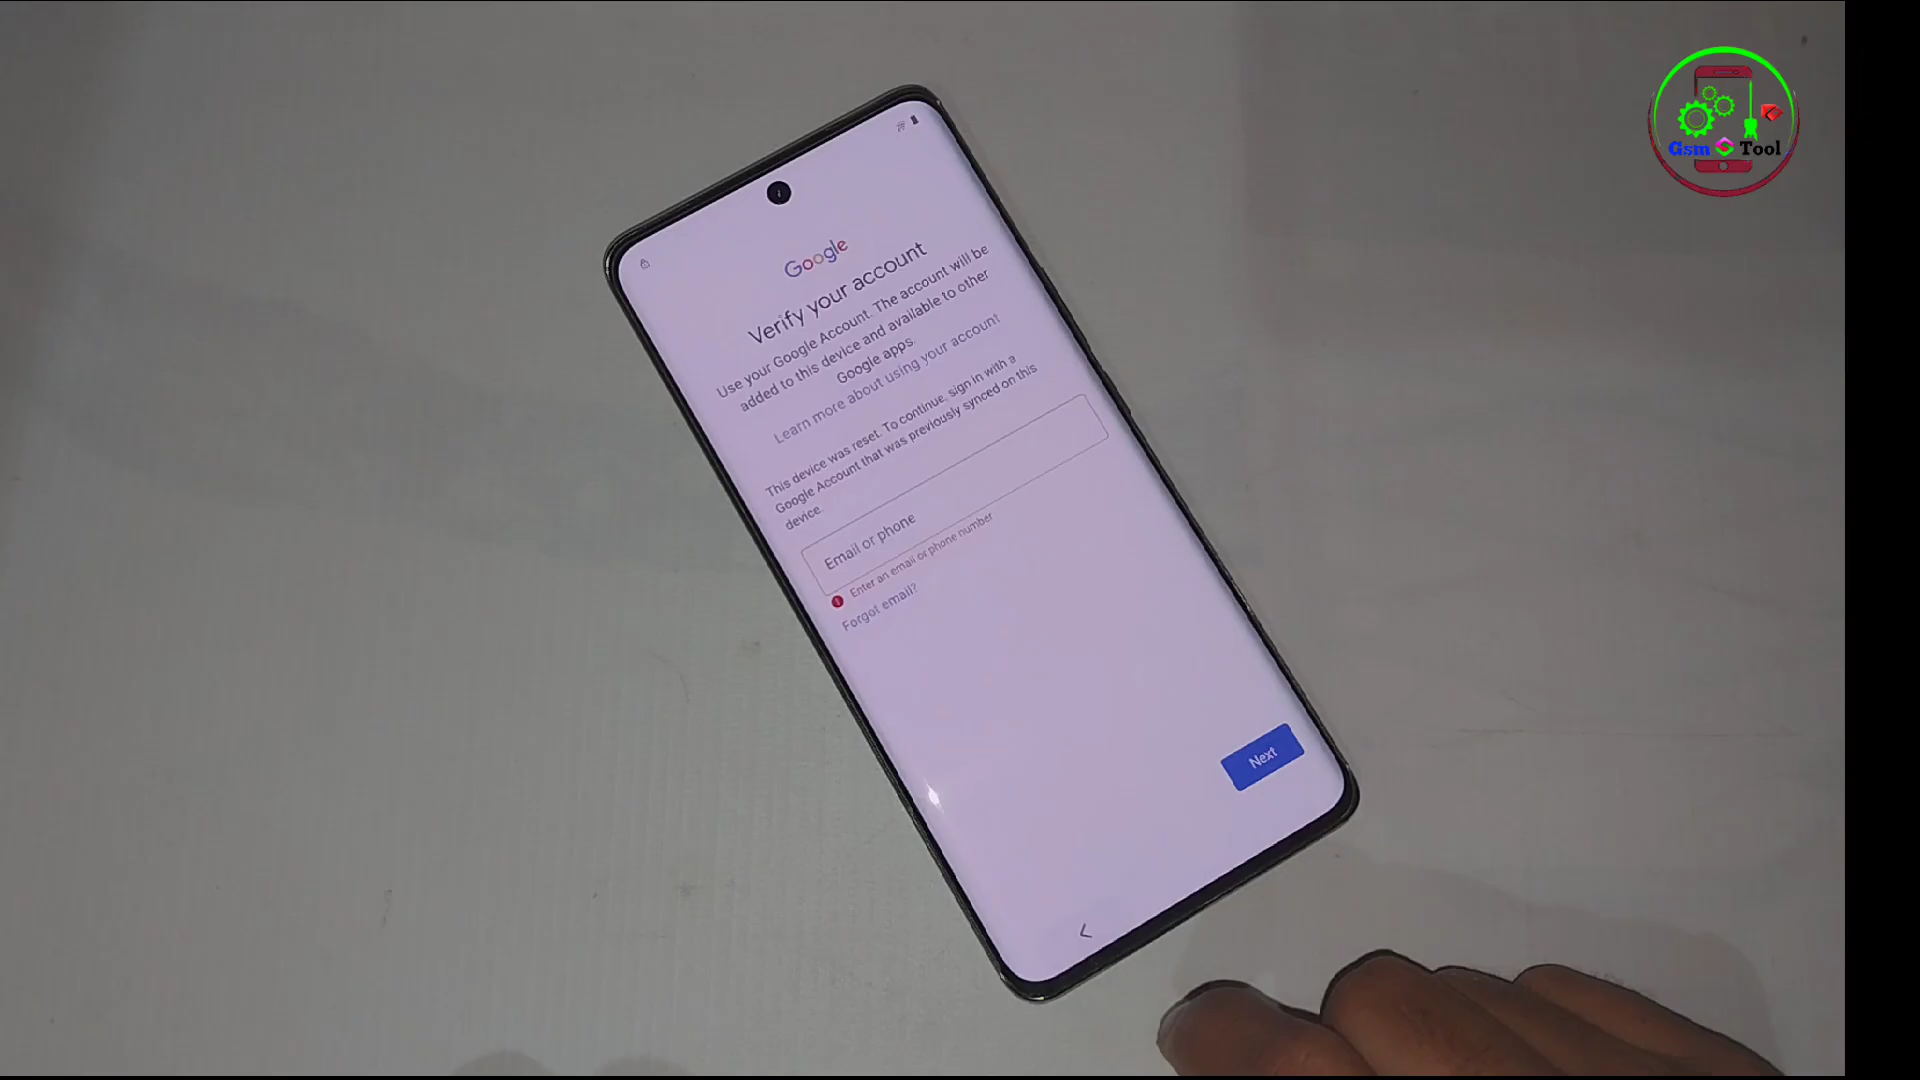 Gsm S Tool
Google
Verify your account
Use your Google Account. The account will be
added to this device and available to other
Google apps.
Learn more about using your account
This device was reset. To continue, sign in with a
Google Account that was previously synced on this
device.
Email or phone
Enter an email or phone number
Forgot email?
Next